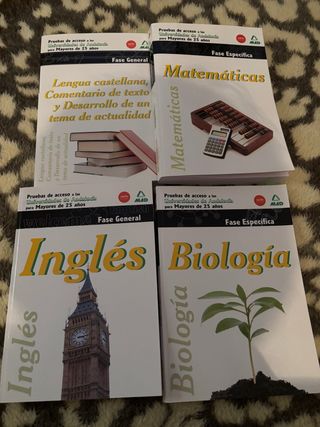 Pruebas de acceso a las
Universidades de Andalucía
para Mayores de 25 años
MAD
Fase General
Lengua castellana,
Comentario de texto
y Desarrollo de un
tema de actualidad
Pruebas de acceso a las
Universidades de Andalucía
para Mayores de 25 años
MAD
Fase Específica
Matemáticas
Matemáticas
Pruebas de acceso a las
Universidades de Andalucía
para Mayores de 25 años
MAD
Fase General
Inglés
Inglés
Pruebas de acceso a las
Universidades de Andalucía
para Mayores de 25 años
MAD
Fase Específica
Biología
Biología